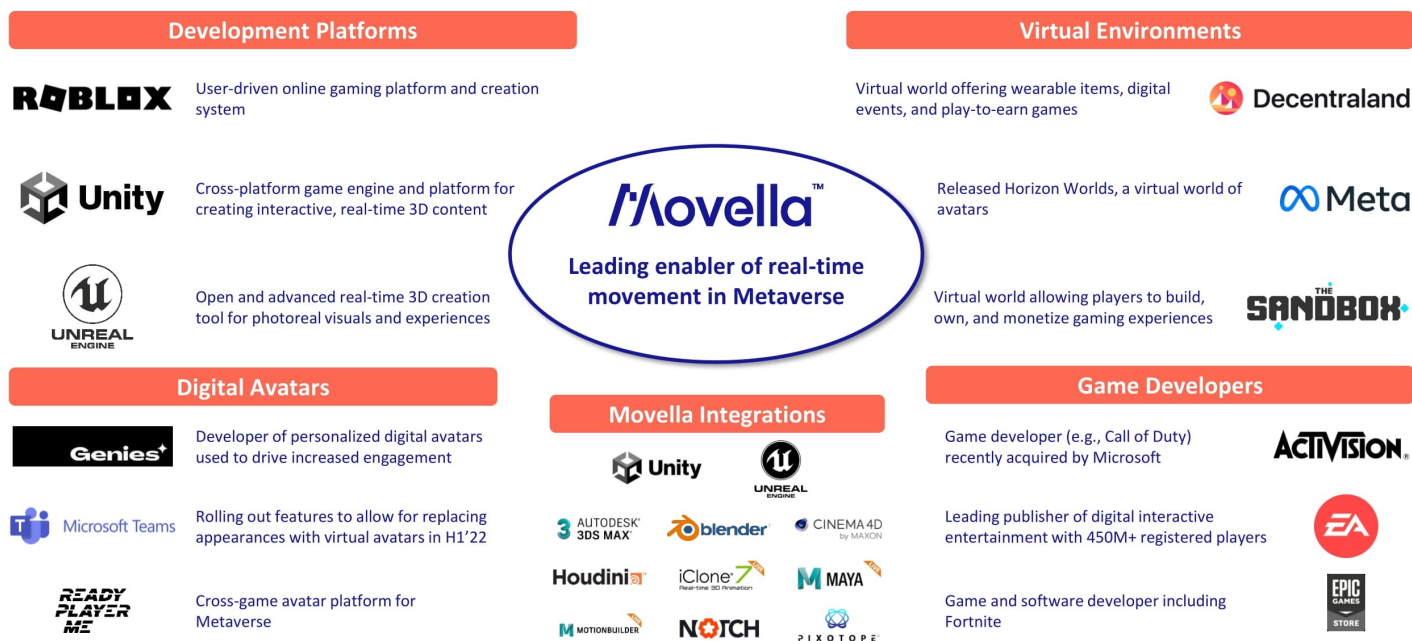 Development Platforms
ROBLOX
User-driven online gaming platform and creation
system
Unity
Cross-platform game engine and platform for
creating interactive, real-time 3D content
UNREAL
ENGINE
Open and advanced real-time 3D creation
tool for photoreal visuals and experiences
Virtual Environments
Virtual world offering wearable items, digital
events, and play-to-earn games
Decentraland
Released Horizon Worlds, a virtual world of
avatars
Meta
Virtual world allowing players to build,
own, and monetize gaming experiences
THE
SANDBOX
Movella™
Leading enabler of real-time
movement in Metaverse
Digital Avatars
Genies
Developer of personalized digital avatars
used to drive increased engagement
T
Microsoft Teams
Rolling out features to allow for replacing
appearances with virtual avatars in H1'22
READY
PLAYER
ME
Cross-game avatar platform for
Metaverse
Movella Integrations
Unity
UNREAL
ENGINE
3 AUTODESK®
3DS MAX®
blender
CINEMA 4D
by MAXON
Houdini
iClone 7 LIVE
Real-time 3D Animation
M MAYA LIVE
M MOTIONBUILDER LIVE
NOTCH
PIXOTOPE
Game Developers
Game developer (e.g., Call of Duty)
recently acquired by Microsoft
ACTIVISION®
Leading publisher of digital interactive
entertainment with 450M+ registered players
EA
Game and software developer including
Fortnite
EPIC
GAMES
STORE